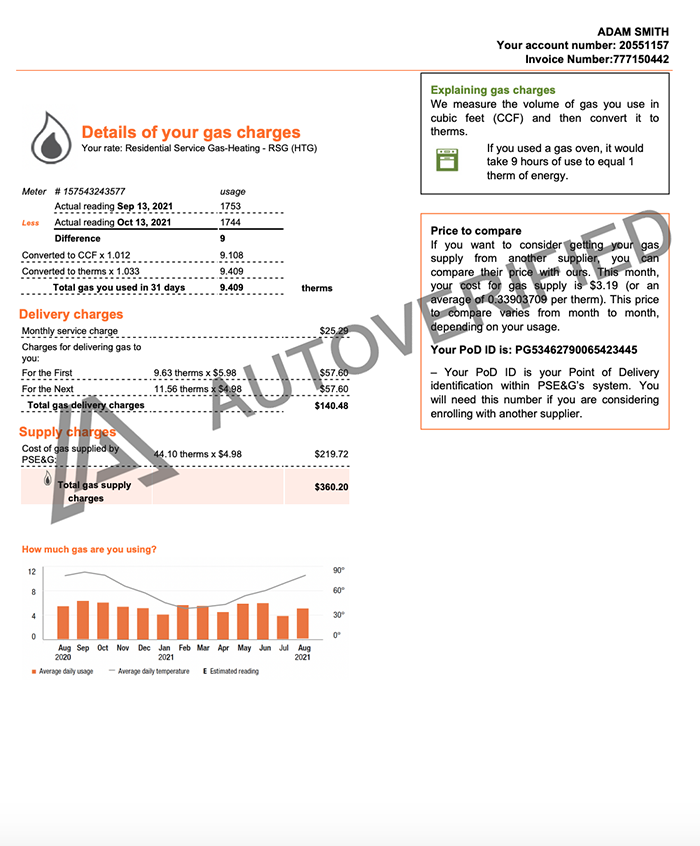 ADAM SMITH
Your account number: 20551157
Invoice Number:777150442
Explaining gas charges
We measure the volume of gas you use in
cubic feet (CCF) and then convert it to
therms.
If you used a gas oven, it would
take 9 hours of use to equal 1
therm of energy.
Details of your gas charges
Your rate: Residential Service Gas-Heating - RSG (HTG)
Meter # 157543243577 usage
Actual reading Sep 13, 2021 1753
Less Actual reading Oct 13, 2021 1744
Difference 9
Converted to CCF x 1.012 9.108
Converted to therms x 1.033 9.409
Total gas you used in 31 days 9.409 therms
Price to compare
If you want to consider getting your gas
supply from another supplier, you can
compare their price with ours. This month,
your cost for gas supply is $3.19 (or an
average of 0.33903709 per therm). This price
to compare varies from month to month,
depending on your usage.
Your PoD ID is: PG53462790065423445
– Your PoD ID is your Point of Delivery
identification within PSE&G's system. You
will need this number if you are considering
enrolling with another supplier.
Delivery charges
Monthly service charge $25.29
Charges for delivering gas to
you:
For the First 9.63 therms x $5.98 $57.60
For the Next 11.56 therms x $4.98 $57.60
Total gas delivery charges $140.48
Supply charges
Cost of gas supplied by
PSE&G: 44.10 therms x $4.98 $219.72
Total gas supply
charges $360.20
AUTOVERIFIED
How much gas are you using?
12 90°
8 60°
4 30°
0 0°
Aug Sep Oct Nov Dec Jan Feb Mar Apr May Jun Jul Aug
2020 2021 2021
Average daily usage Average daily temperature E Estimated reading